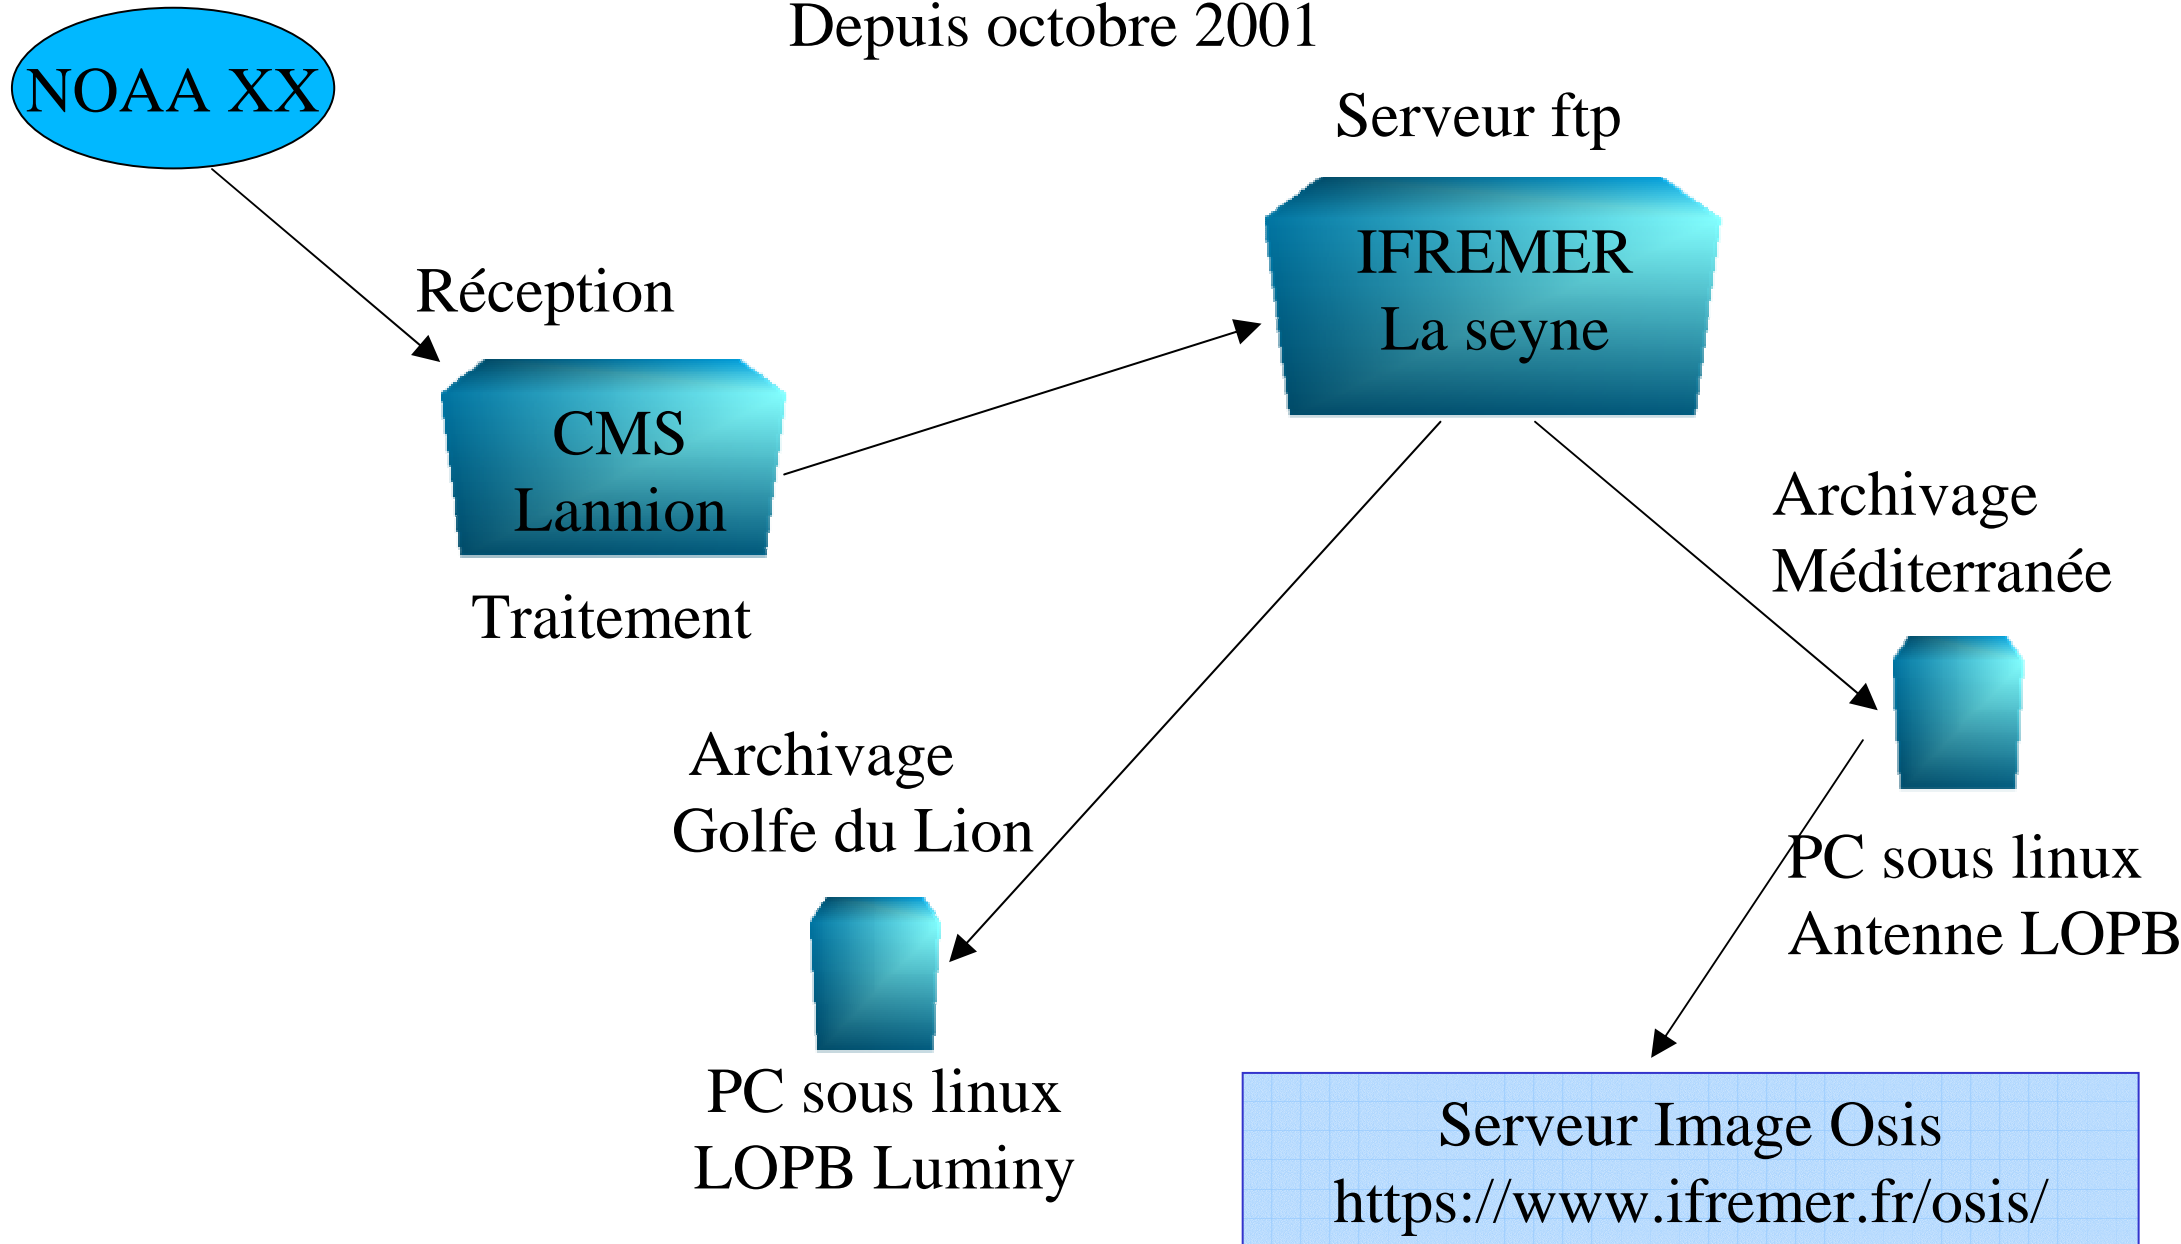 Depuis octobre 2001
NOAA XX
Serveur ftp
IFREMER
La seyne
Réception
CMS
Lannion
Traitement
Archivage
Méditerranée
Archivage
Golfe du Lion
PC sous linux
Antenne LOPB
PC sous linux
LOPB Luminy
Serveur Image Osis
https://www.ifremer.fr/osis/